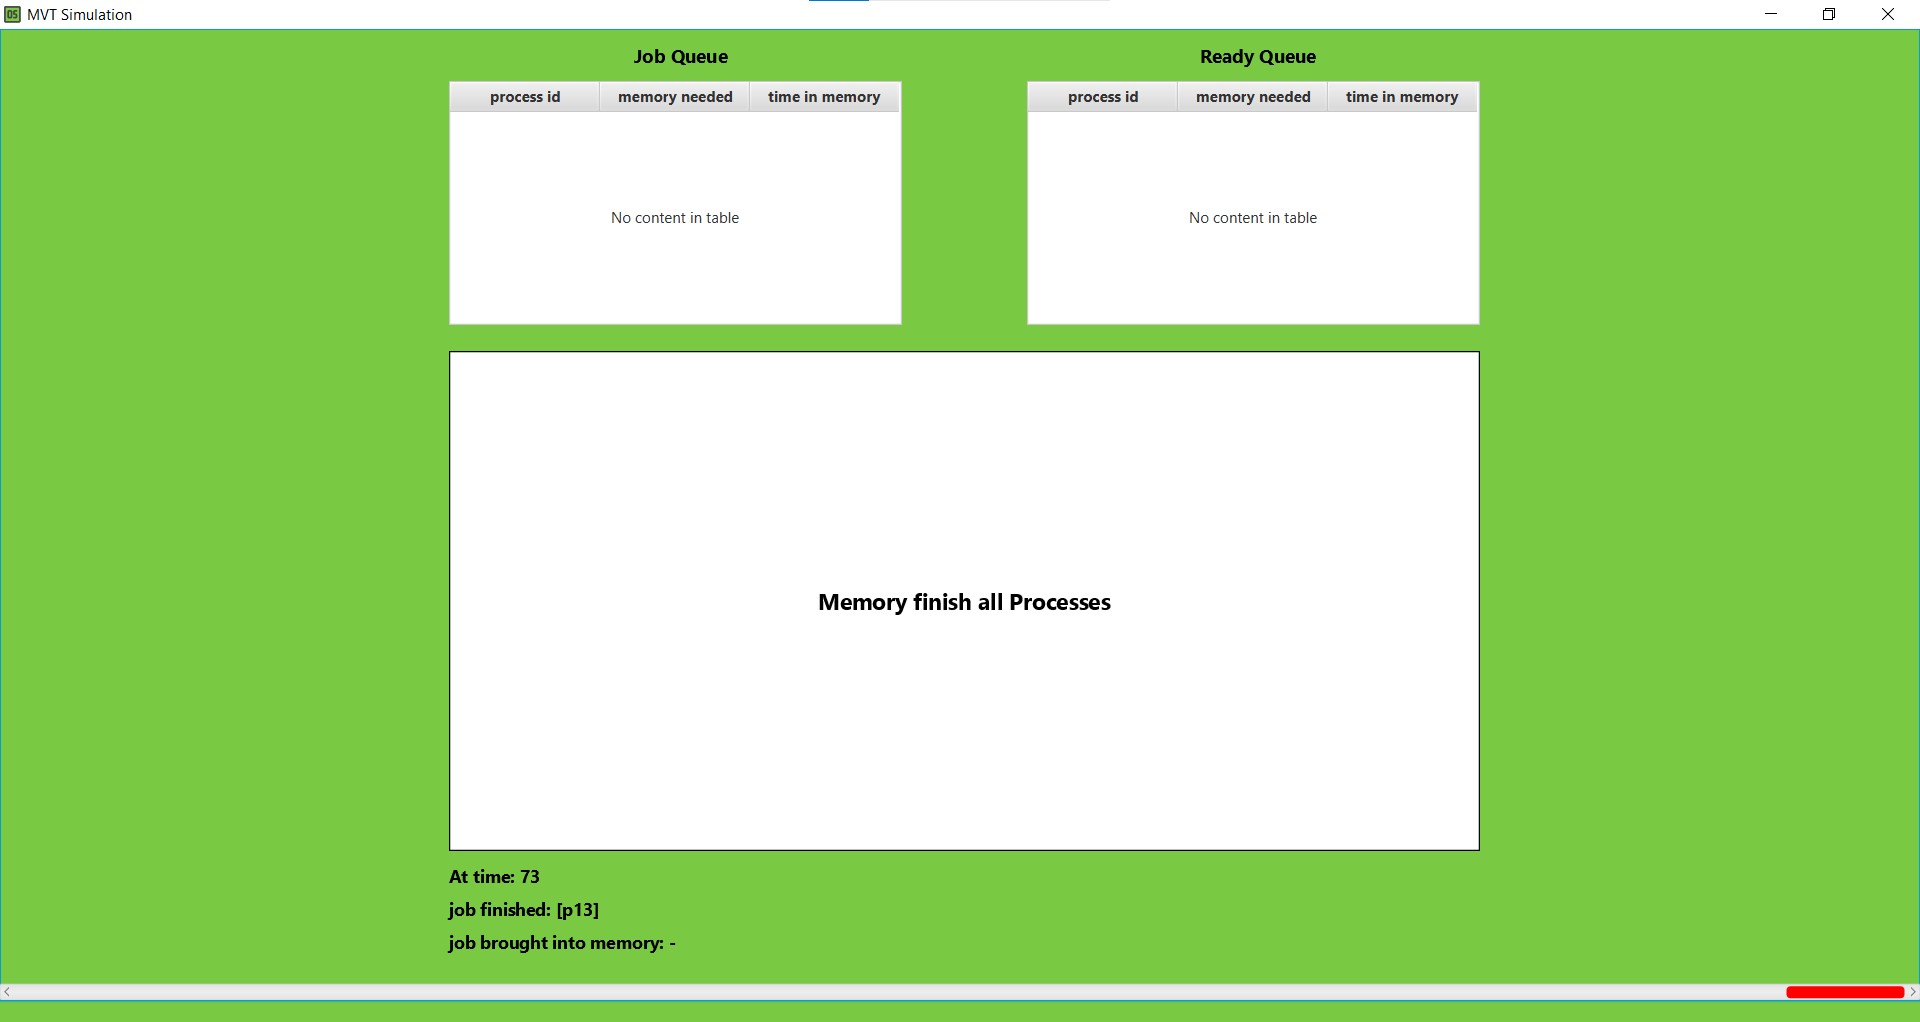 OS MVT Simulation
Job Queue
process id memory needed time in memory
No content in table
Ready Queue
process id memory needed time in memory
No content in table
Memory finish all Processes
At time: 73
job finished: [p13]
job brought into memory: -